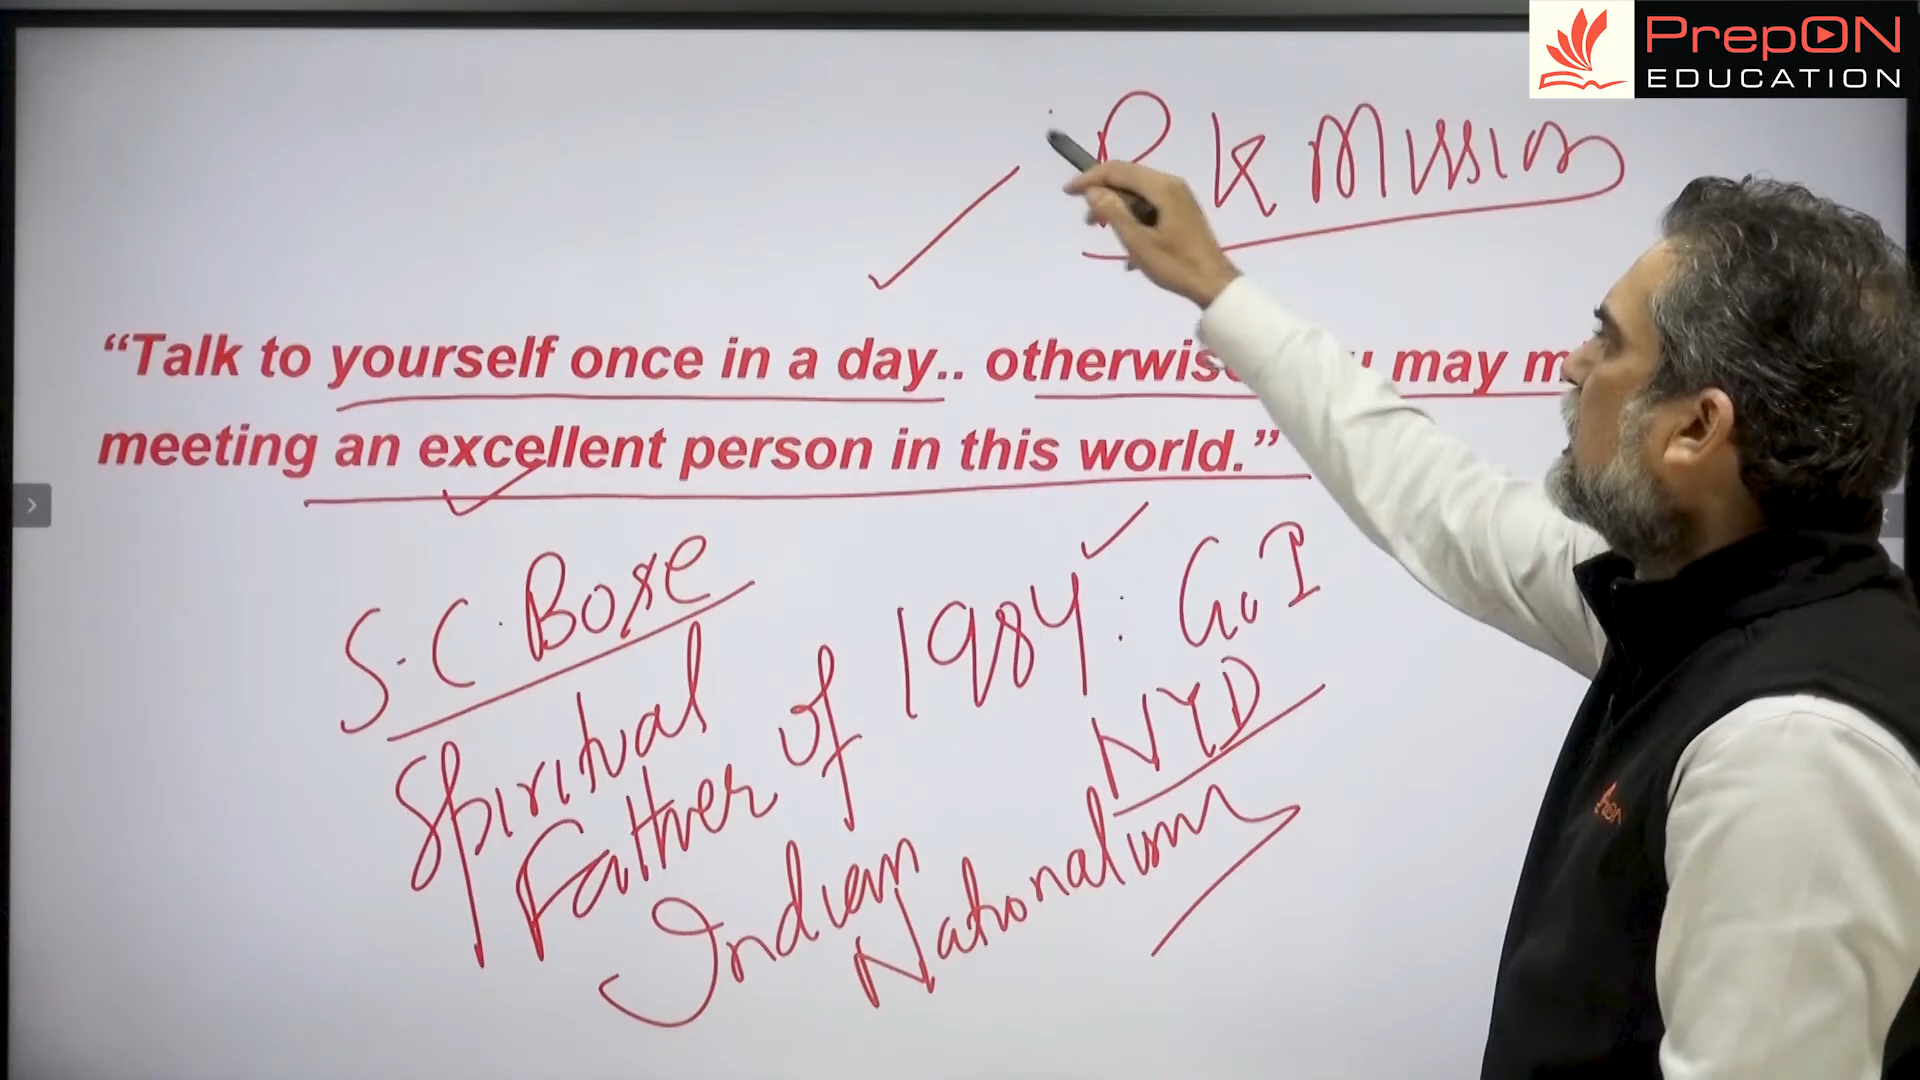 PrepON
EDUCATION
R K Mission
“Talk to yourself once in a day.. otherwise may
meeting an excellent person in this world.”
S.C. Bose
Spiritual
Father of
Indian
Nationalism
1984 : GoI
NYD